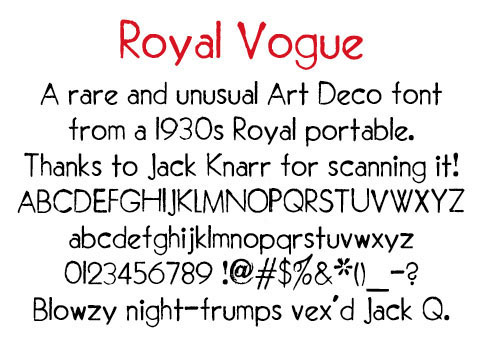 Royal Vogue
A rare and unusual Art Deco font
from a 1930s Royal portable.
Thanks to Jack Knarr for scanning it!
ABCDEFGHIJKLMNOPQRSTUVWXYZ
abcdefghijklmnopqrstuvwxyz
0123456789 !@#$%&*()_-?
Blowzy night-frumps vex'd Jack Q.